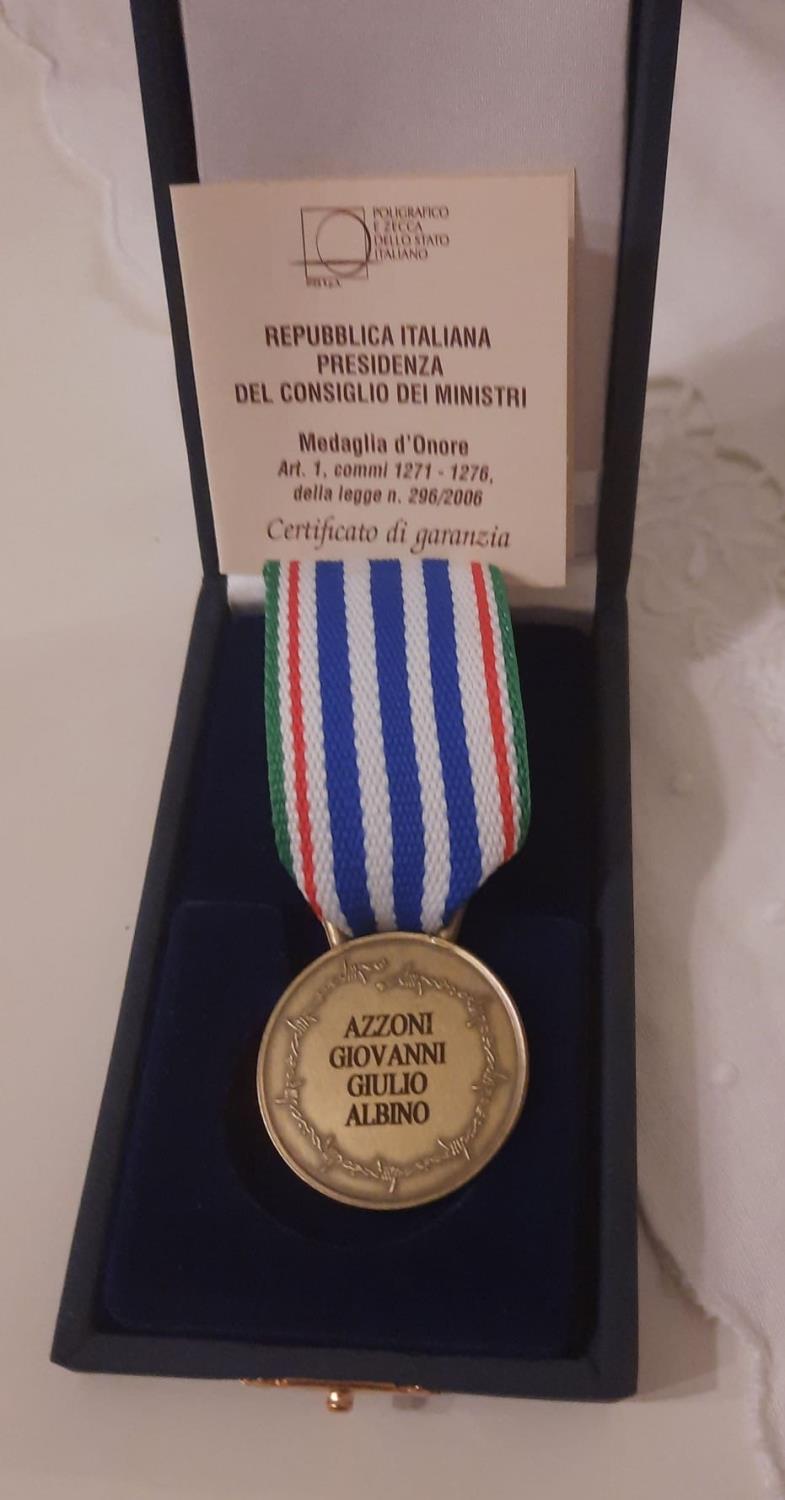 POLIGRAFICO
E ZECCA
DELLO STATO
ITALIANO
REPUBBLICA ITALIANA
PRESIDENZA
DEL CONSIGLIO DEI MINISTRI
Medaglia d'Onore
Art. 1, commi 1271 - 1276,
della legge n. 296/2006
Certificato di garanzia
AZZONI
GIOVANNI
GIULIO
ALBINO